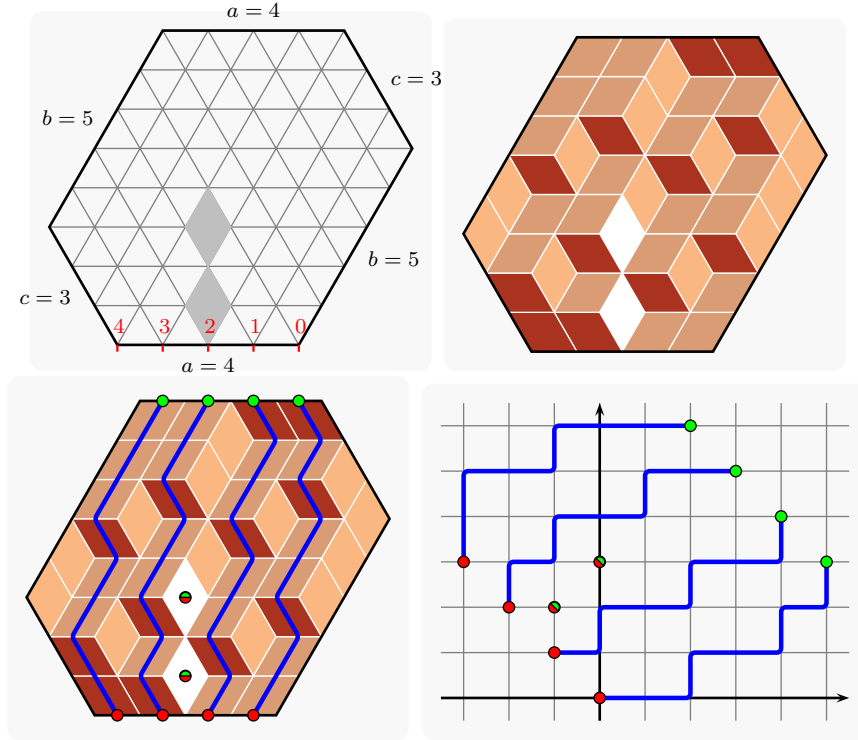 a = 4
c = 3
b = 5
b = 5
c = 3
4 3 2 1 0
a = 4